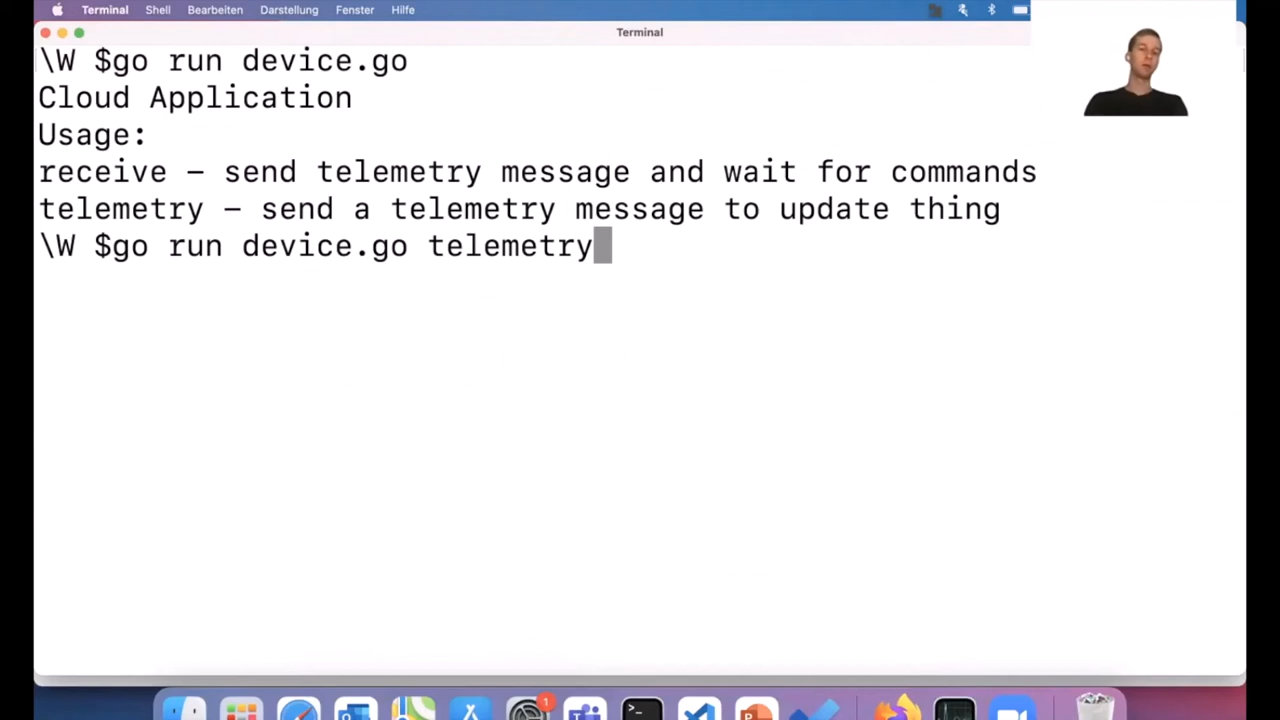 Terminal Shell Bearbeiten Darstellung Fenster Hilfe
Terminal
\W $go run device.go
Cloud Application
Usage:
receive – send telemetry message and wait for commands
telemetry – send a telemetry message to update thing
\W $go run device.go telemetry
1